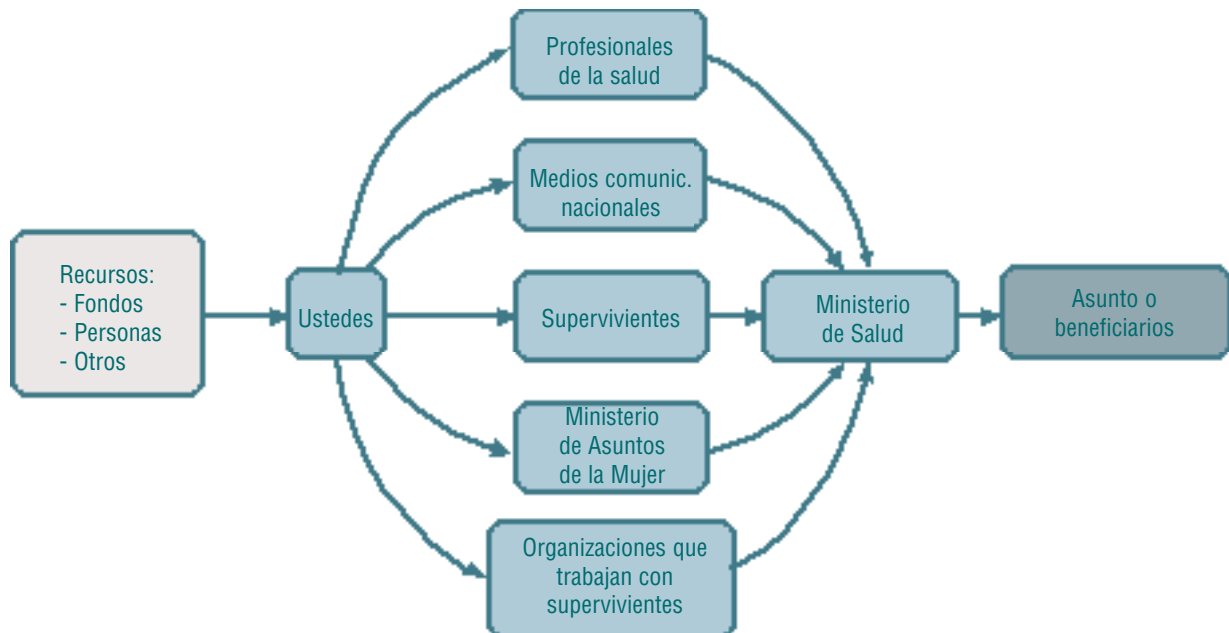 Profesionales
de la salud
Medios comunic.
nacionales
Recursos:
- Fondos
- Personas
- Otros
Ustedes
Supervivientes
Ministerio
de Salud
Asunto o
beneficiarios
Ministerio
de Asuntos
de la Mujer
Organizaciones que
trabajan con
supervivientes